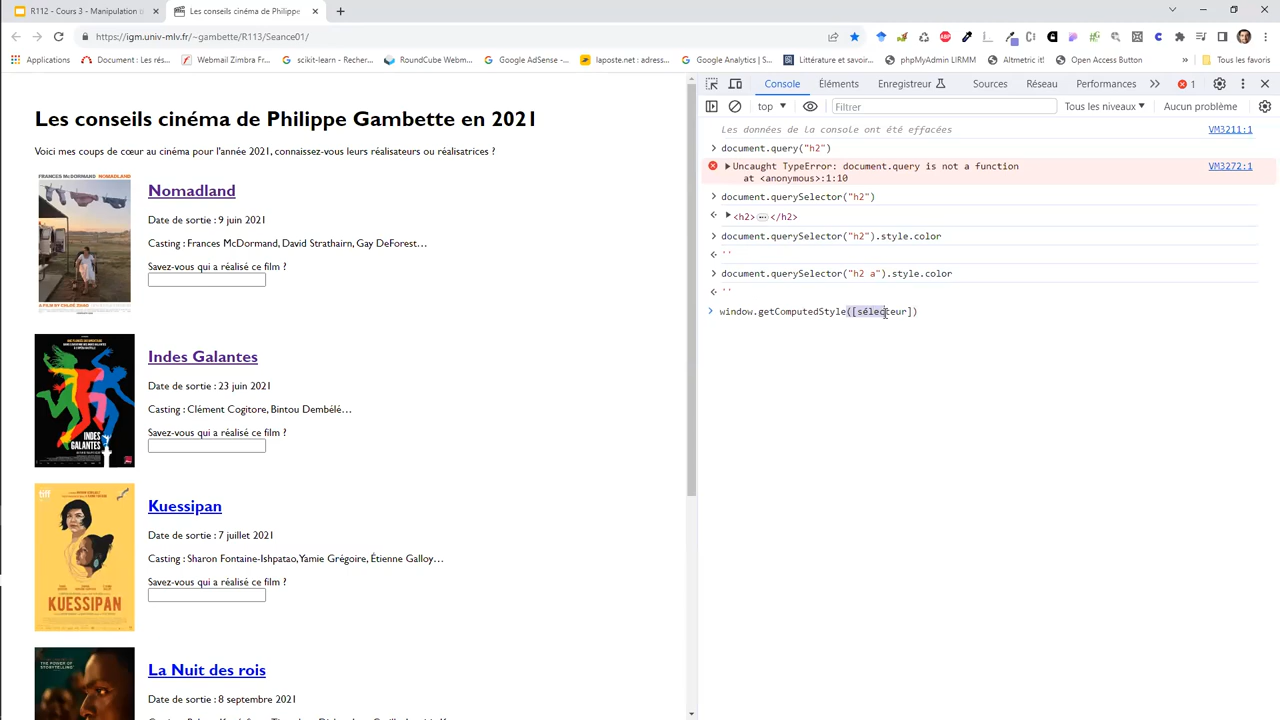 R112 - Cours 3 - Manipulation
Les conseils cinéma de Philippe
https://igm.univ-mlv.fr/~gambette/R113/Seance01/
Applications
Document : Les rés...
Webmail Zimbra Fr...
scikit-learn - Recher...
RoundCube Webm...
Google AdSense -...
laposte.net : adress...
Google Analytics | S...
Littérature et savoir...
phpMyAdmin LIRMM
Altmetric it!
Open Access Button
Tous les favoris
Les conseils cinéma de Philippe Gambette en 2021
Voici mes coups de cœur au cinéma pour l'année 2021, connaissez-vous leurs réalisateurs ou réalisatrices ?
FRANCES McDORMAND NOMADLAND
Nomadland
Date de sortie : 9 juin 2021
Casting : Frances McDormand, David Strathairn, Gay DeForest…
Savez-vous qui a réalisé ce film ?
INDES
GALANTES
Indes Galantes
Date de sortie : 23 juin 2021
Casting : Clément Cogitore, Bintou Dembélé…
Savez-vous qui a réalisé ce film ?
tiff
KUESSIPAN
Kuessipan
Date de sortie : 7 juillet 2021
Casting : Sharon Fontaine-Ishpatao, Yamie Grégoire, Étienne Galloy…
Savez-vous qui a réalisé ce film ?
La Nuit des rois
Date de sortie : 8 septembre 2021
Console
Éléments
Enregistreur
Sources
Réseau
Performances
1
top
Filtrer
Tous les niveaux
Aucun problème
Les données de la console ont été effacées VM3211:1
document.query("h2")
Uncaught TypeError: document.query is not a function VM3272:1
at <anonymous>:1:10
document.querySelector("h2")
<h2>…</h2>
document.querySelector("h2").style.color
''
document.querySelector("h2 a").style.color
''
window.getComputedStyle([sélecteur])